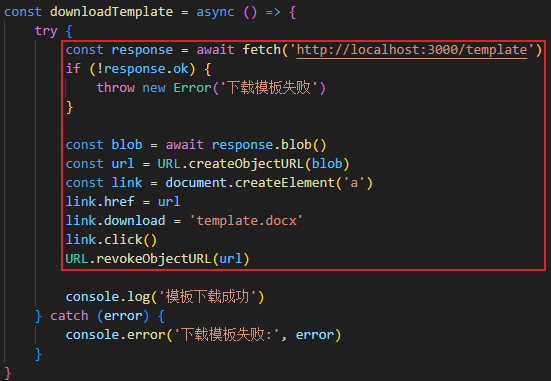 const downloadTemplate = async () => {
try {
const response = await fetch('http://localhost:3000/template')
if (!response.ok) {
throw new Error('下载模板失败')
}
const blob = await response.blob()
const url = URL.createObjectURL(blob)
const link = document.createElement('a')
link.href = url
link.download = 'template.docx'
link.click()
URL.revokeObjectURL(url)
console.log('模板下载成功')
} catch (error) {
console.error('下载模板失败:', error)
}
}